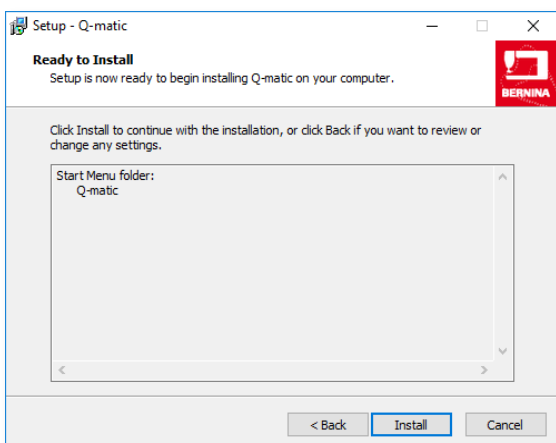 Setup - Q-matic
Ready to Install
Setup is now ready to begin installing Q-matic on your computer.
BERNINA
Click Install to continue with the installation, or click Back if you want to review or
change any settings.
Start Menu folder:
Q-matic
< Back
Install
Cancel